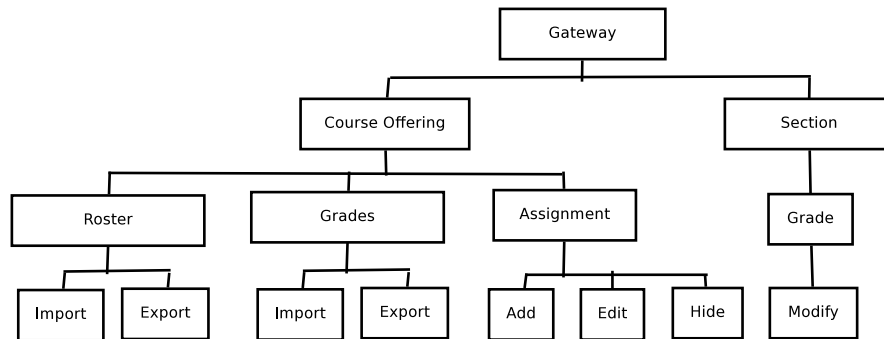 Gateway
Course Offering
Section
Roster
Grades
Assignment
Grade
Import
Export
Import
Export
Add
Edit
Hide
Modify